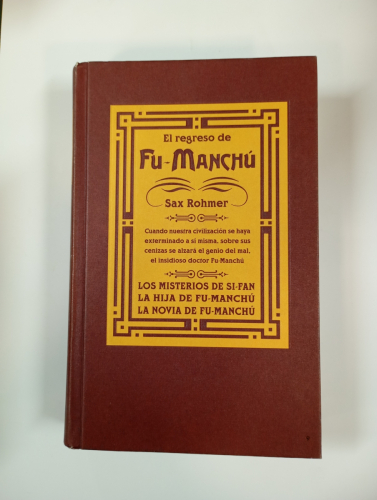 El regreso de
Fu-Manchú
Sax Rohmer
Cuando nuestra civilización se haya
exterminado a sí misma, sobre sus
cenizas se alzará el genio del mal,
el insidioso doctor Fu-Manchú
LOS MISTERIOS DE SI-FAN
LA HIJA DE FU-MANCHÚ
LA NOVIA DE FU-MANCHÚ